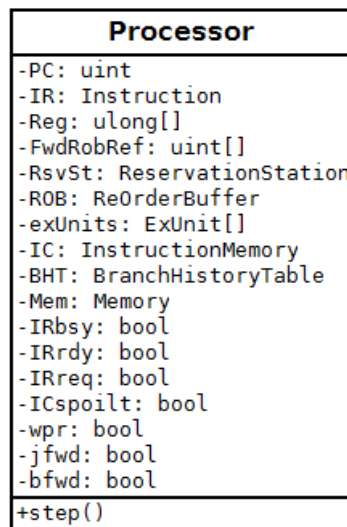 Processor
-PC: uint
-IR: Instruction
-Reg: ulong[]
-FwdRobRef: uint[]
-RsvSt: ReservationStation
-ROB: ReOrderBuffer
-exUnits: ExUnit[]
-IC: InstructionMemory
-BHT: BranchHistoryTable
-Mem: Memory
-IRbsy: bool
-IRrdy: bool
-IRreq: bool
-ICspoilt: bool
-wpr: bool
-jfwd: bool
-bfwd: bool
+step()